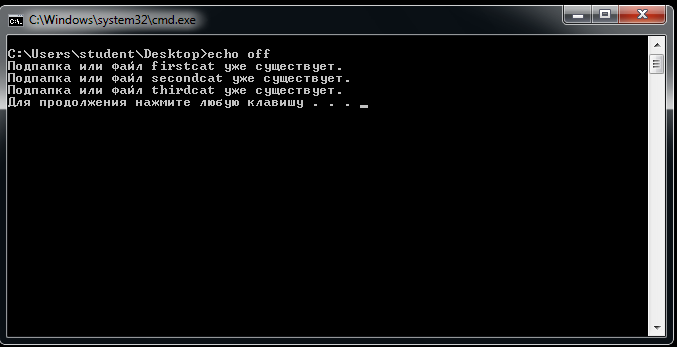 C:\Windows\system32\cmd.exe
C:\Users\student\Desktop>echo off
Подпапка или файл firstcat уже существует.
Подпапка или файл secondcat уже существует.
Подпапка или файл thirdcat уже существует.
Для продолжения нажмите любую клавишу . . .